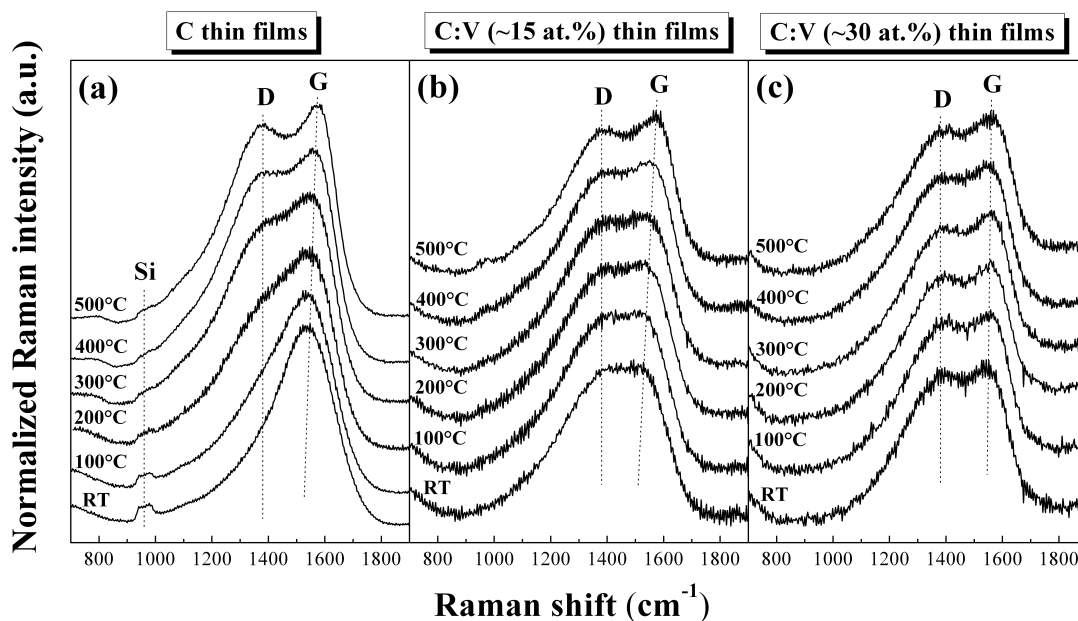 C thin films
C:V (~15 at.%) thin films
C:V (~30 at.%) thin films
Normalized Raman intensity (a.u.)
(a)
D
G
Si
500°C
400°C
300°C
200°C
100°C
RT
800 1000 1200 1400 1600 1800
(b)
D
G
500°C
400°C
300°C
200°C
100°C
RT
800 1000 1200 1400 1600 1800
(c)
D
G
500°C
400°C
300°C
200°C
100°C
RT
800 1000 1200 1400 1600 1800
Raman shift (cm⁻¹)